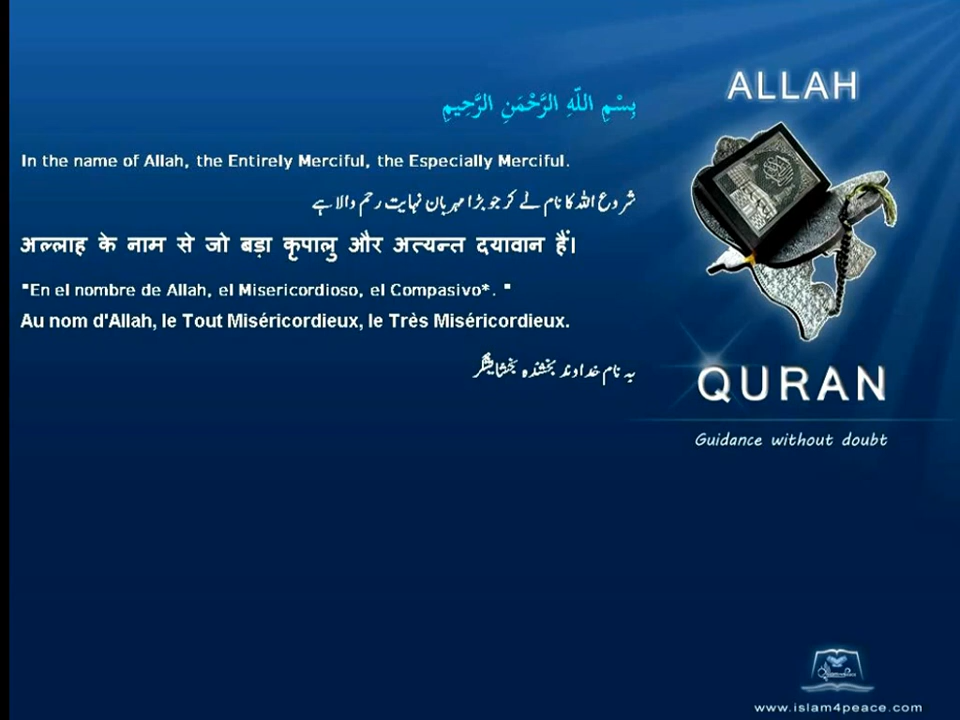 بِسْمِ اللّهِ الرَّحْمَنِ الرَّحِيمِ
In the name of Allah, the Entirely Merciful, the Especially Merciful.
شروع اللہ کا نام لے کر جو بڑا مہربان نہایت رحم والا ہے
अल्लाह के नाम से जो बड़ा कृपालु और अत्यन्त दयावान हैं।
"En el nombre de Allah, el Misericordioso, el Compasivo*. "
Au nom d'Allah, le Tout Miséricordieux, le Très Miséricordieux.
به نام خداوند بخشنده بخشایشگر
ALLAH
QURAN
Guidance without doubt
www.islam4peace.com